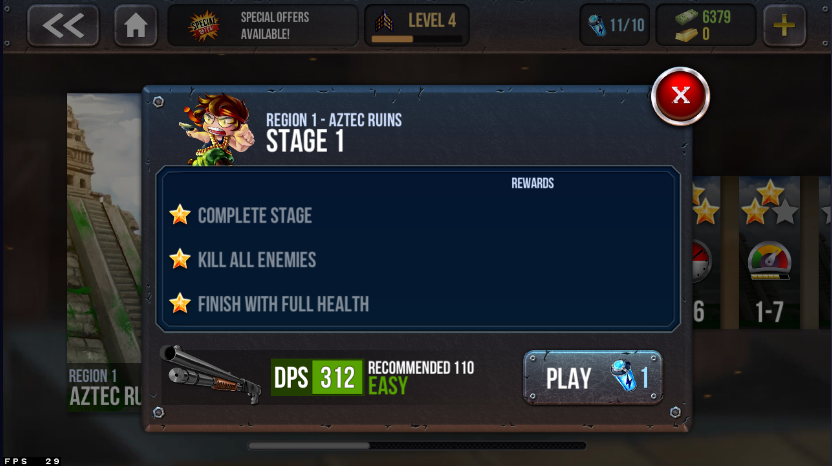 SPECIAL OFFERS
AVAILABLE!
LEVEL 4
11/10
6379
0
REGION 1 - AZTEC RUINS
STAGE 1
REWARDS
COMPLETE STAGE
KILL ALL ENEMIES
FINISH WITH FULL HEALTH
6
1-7
REGION 1
AZTEC RU
DPS 312
RECOMMENDED 110
EASY
PLAY 1
X
FPS 29